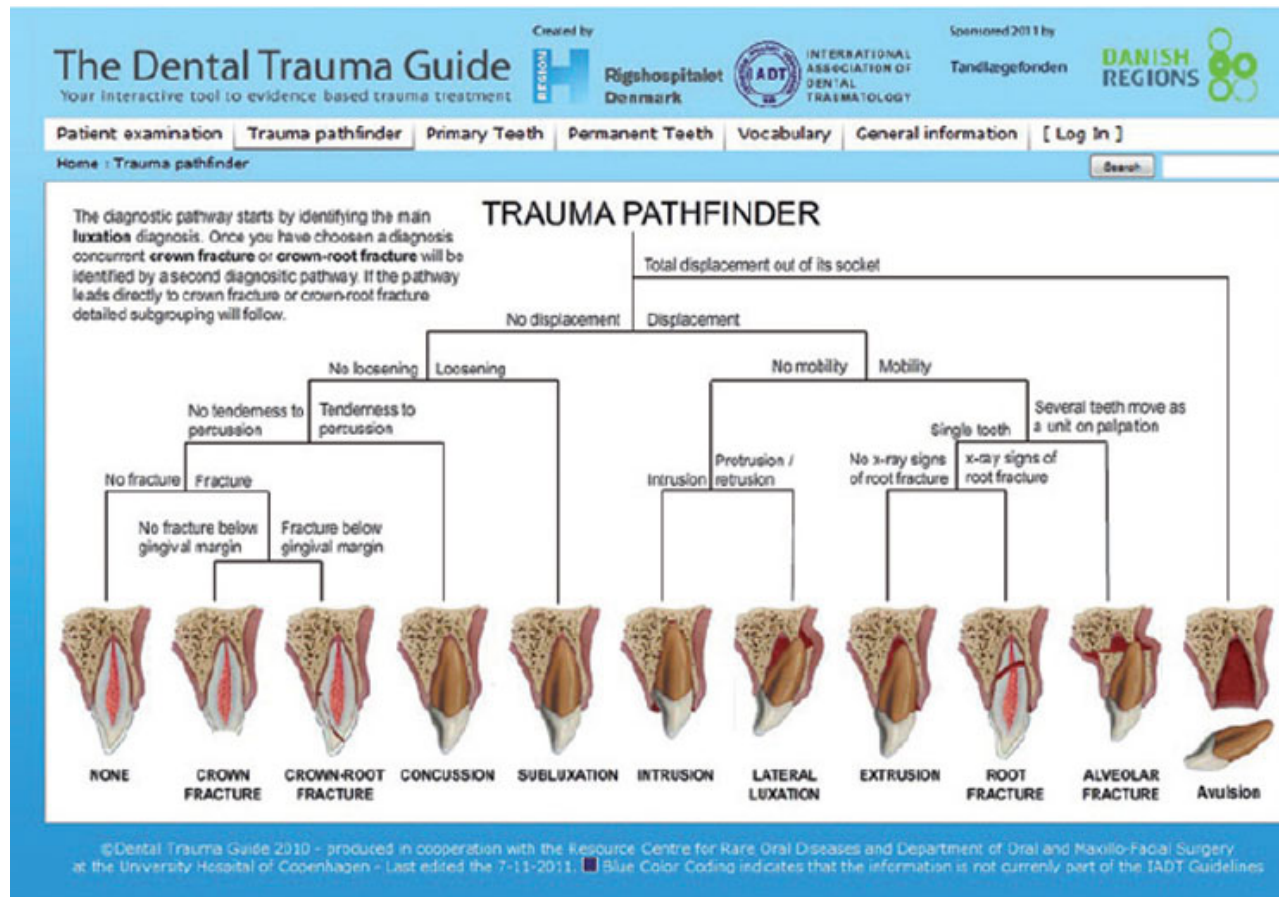 The Dental Trauma Guide
Your interactive tool to evidence based trauma treatment
Created by
REGION H
Rigshospitalet
Denmark
IADT
INTERNATIONAL
ASSOCIATION OF
DENTAL
TRAUMATOLOGY
Sponsored 2011 by
Tandlægefonden
DANISH
REGIONS
Patient examination
Trauma pathfinder
Primary Teeth
Permanent Teeth
Vocabulary
General information
[ Log In ]
Home : Trauma pathfinder
Search
The diagnostic pathway starts by identifying the main
luxation diagnosis. Once you have choosen a diagnosis
concurrent crown fracture or crown-root fracture will be
identified by a second diagnositic pathway. If the pathway
leads directly to crown fracture or crown-root fracture
detailed subgrouping will follow.
TRAUMA PATHFINDER
Total displacement out of its socket
No displacement
Displacement
No loosening
Loosening
No mobility
Mobility
No tenderness to
percussion
Tenderness to
percussion
Single tooth
Several teeth move as
a unit on palpation
No fracture
Fracture
Intrusion
Protrusion /
retrusion
No x-ray signs
of root fracture
x-ray signs of
root fracture
No fracture below
gingival margin
Fracture below
gingival margin
NONE
CROWN
FRACTURE
CROWN-ROOT
FRACTURE
CONCUSSION
SUBLUXATION
INTRUSION
LATERAL
LUXATION
EXTRUSION
ROOT
FRACTURE
ALVEOLAR
FRACTURE
Avulsion
©Dental Trauma Guide 2010 - produced in cooperation with the Resource Centre for Rare Oral Diseases and Department of Oral and Maxillo-Facial Surgery
at the University Hospital of Copenhagen - Last edited the 7-11-2011. Blue Color Coding indicates that the information is not currenly part of the IADT Guidelines